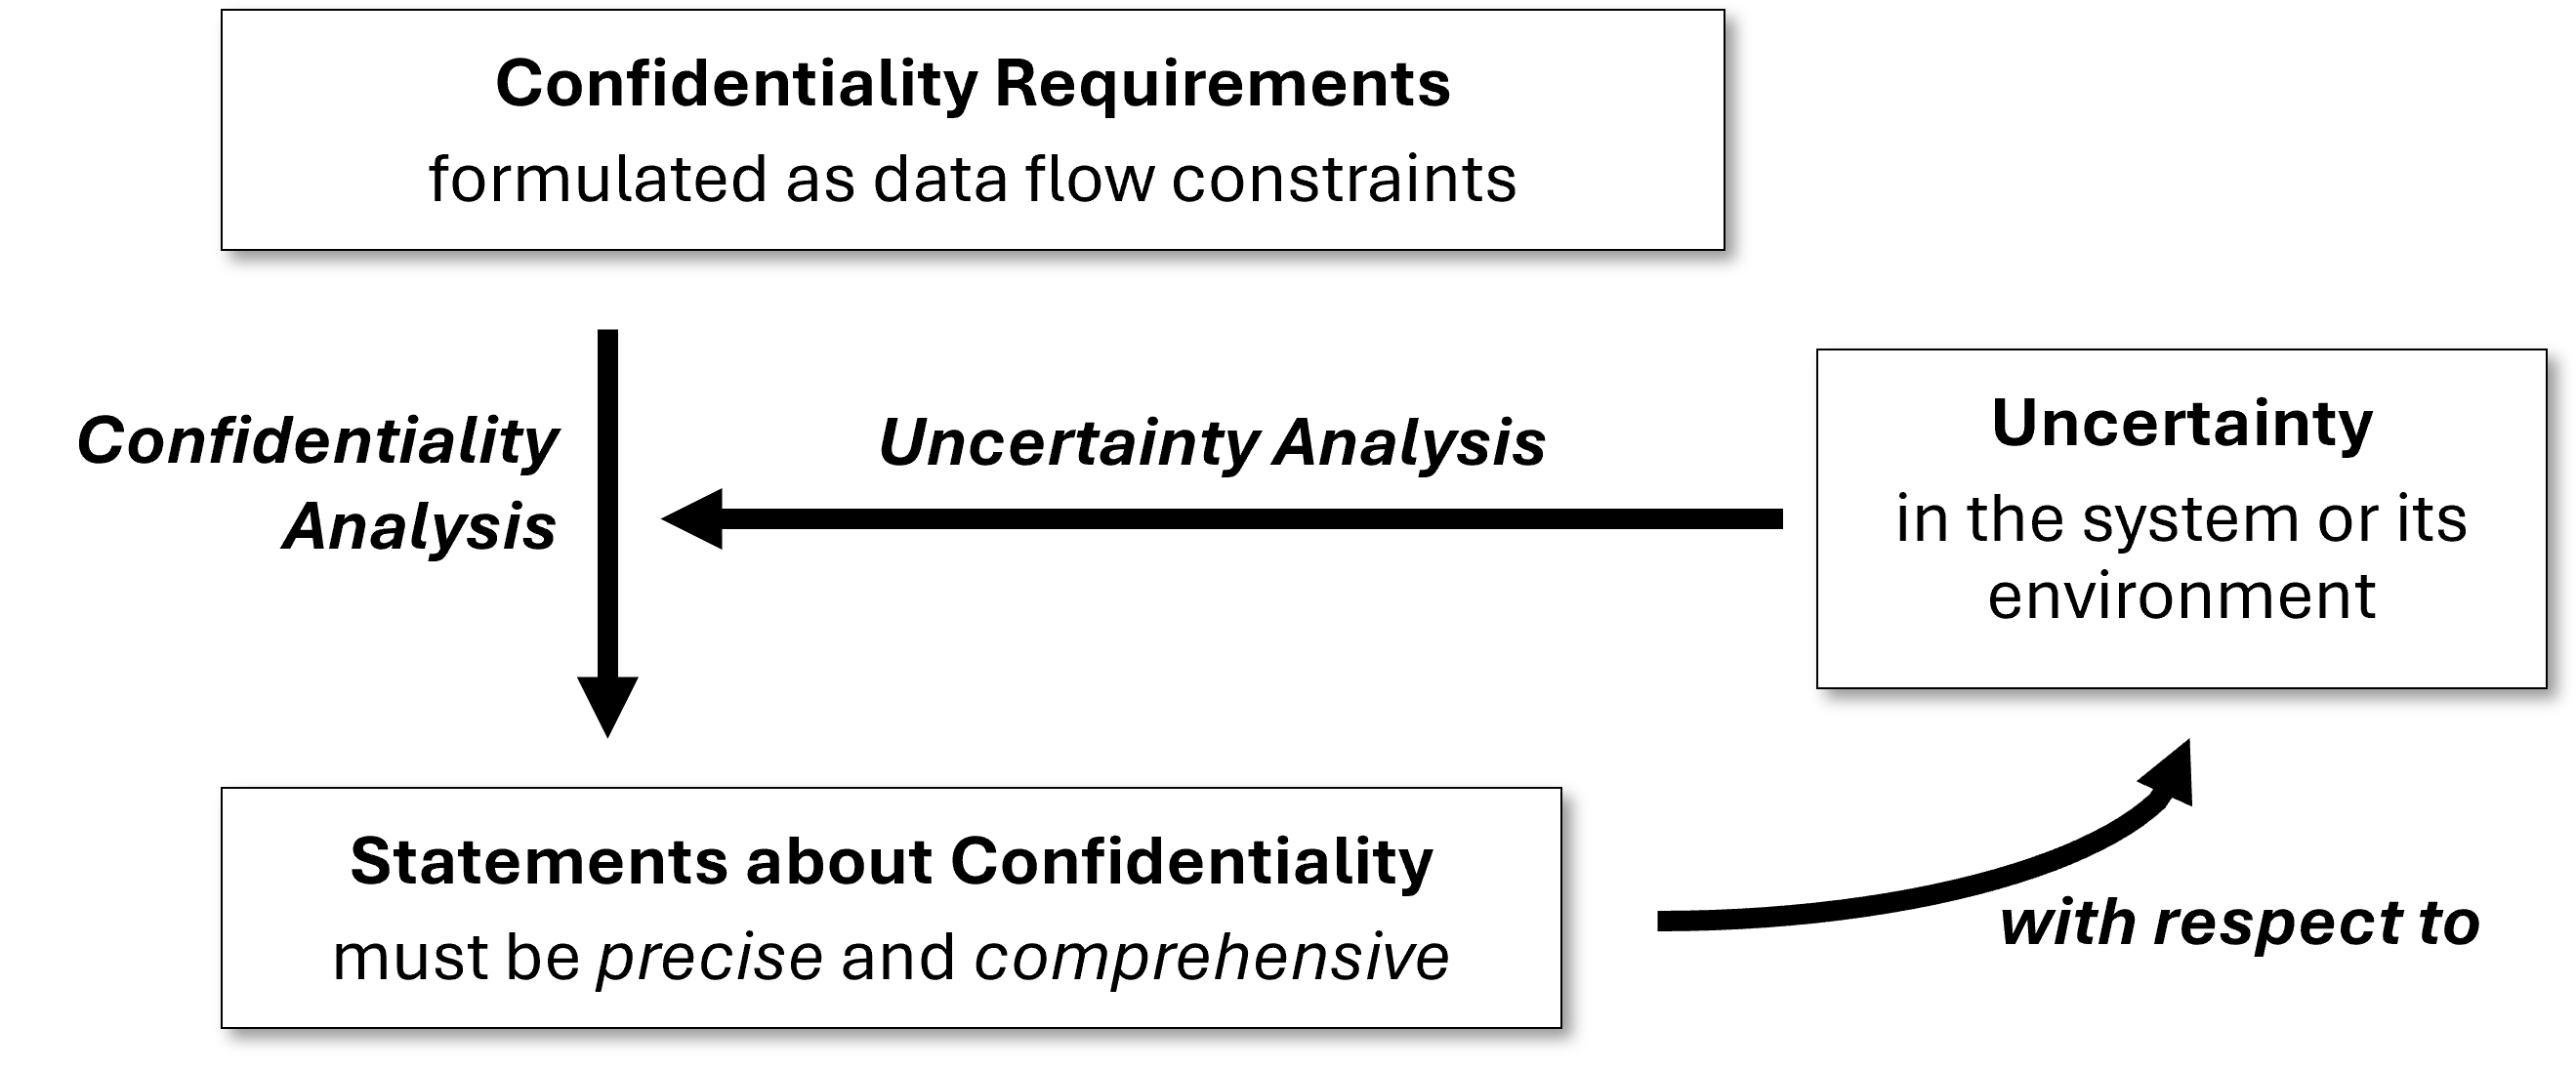 Confidentiality Requirements
formulated as data flow constraints
Confidentiality
Analysis
Uncertainty Analysis
Uncertainty
in the system or its
environment
Statements about Confidentiality
must be precise and comprehensive
with respect to